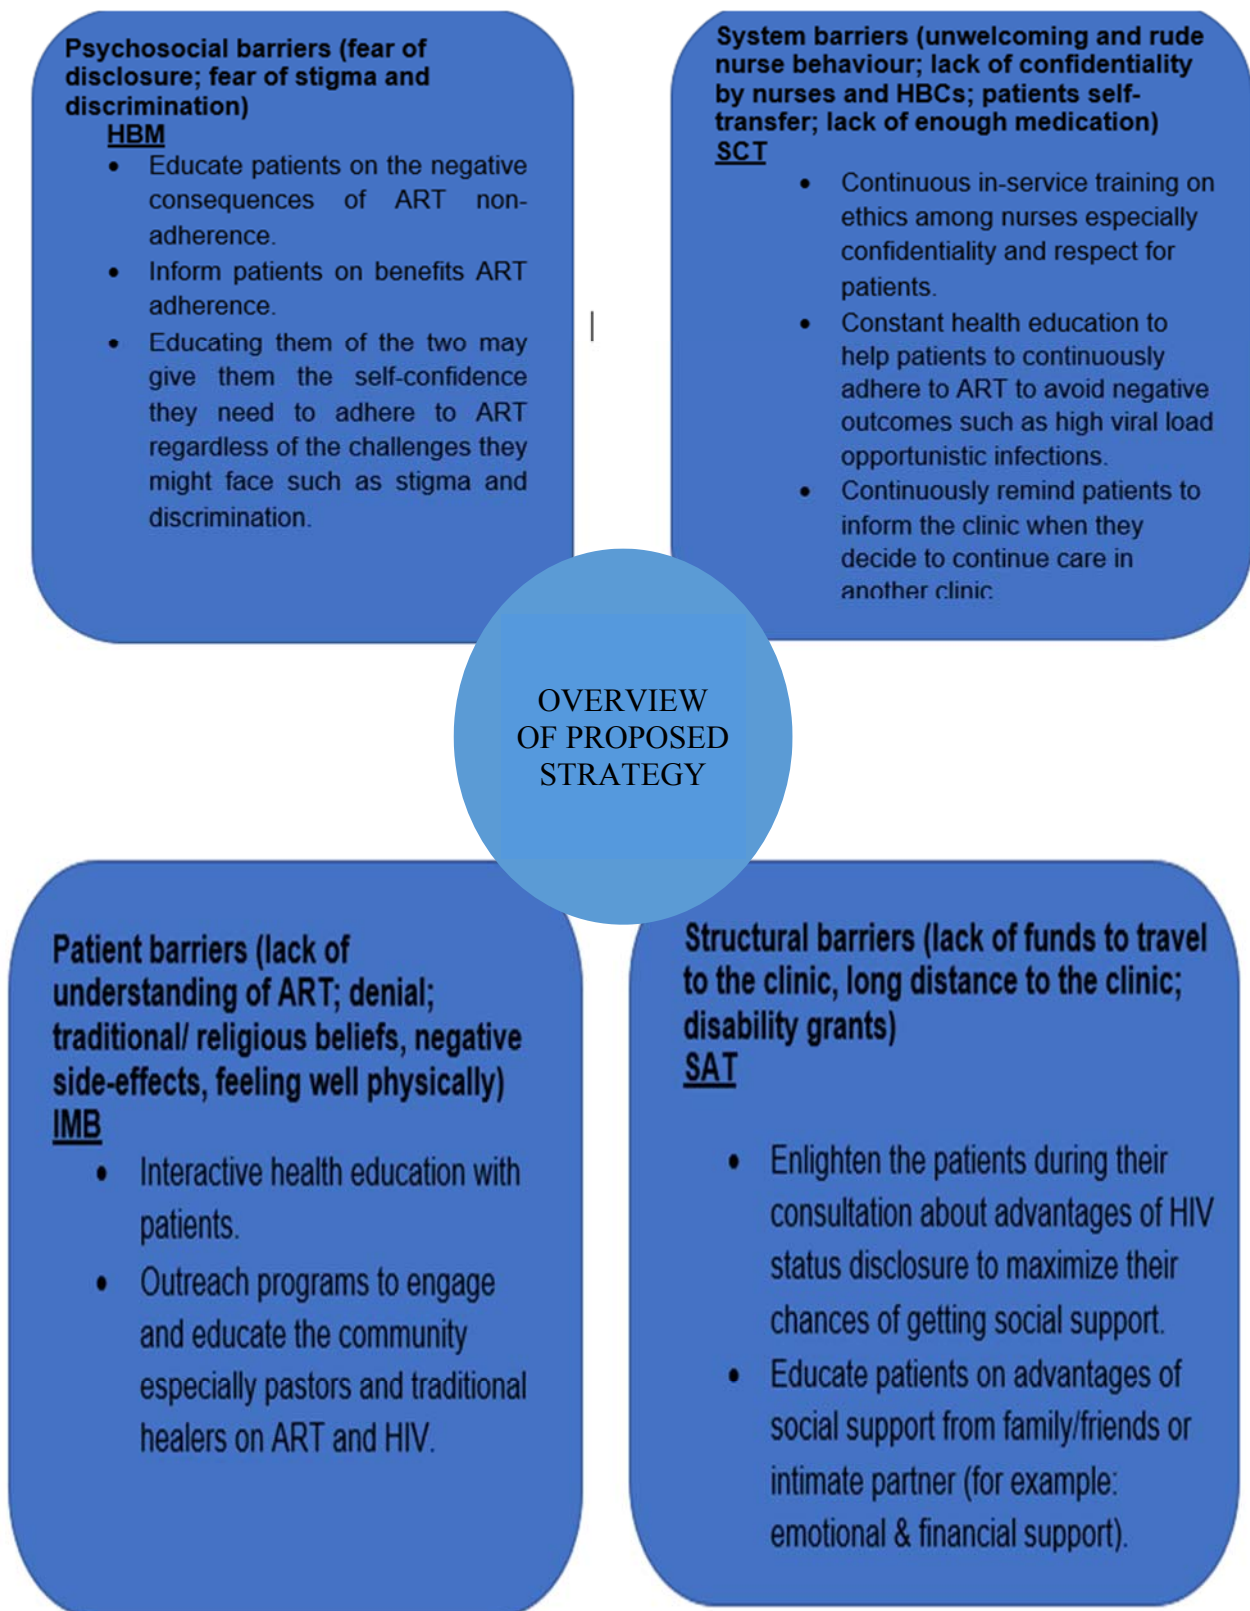 Psychosocial barriers (fear of
disclosure; fear of stigma and
discrimination)
HBM
• Educate patients on the negative
consequences of ART non-
adherence.
• Inform patients on benefits ART
adherence.
• Educating them of the two may
give them the self-confidence
they need to adhere to ART
regardless of the challenges they
might face such as stigma and
discrimination.
System barriers (unwelcoming and rude
nurse behaviour; lack of confidentiality
by nurses and HBCs; patients self-
transfer; lack of enough medication)
SCT
• Continuous in-service training on
ethics among nurses especially
confidentiality and respect for
patients.
• Constant health education to
help patients to continuously
adhere to ART to avoid negative
outcomes such as high viral load
opportunistic infections.
• Continuously remind patients to
inform the clinic when they
decide to continue care in
another clinic
OVERVIEW
OF PROPOSED
STRATEGY
Patient barriers (lack of
understanding of ART; denial;
traditional/ religious beliefs, negative
side-effects, feeling well physically)
IMB
• Interactive health education with
patients.
• Outreach programs to engage
and educate the community
especially pastors and traditional
healers on ART and HIV.
Structural barriers (lack of funds to travel
to the clinic, long distance to the clinic;
disability grants)
SAT
• Enlighten the patients during their
consultation about advantages of HIV
status disclosure to maximize their
chances of getting social support.
• Educate patients on advantages of
social support from family/friends or
intimate partner (for example:
emotional & financial support).